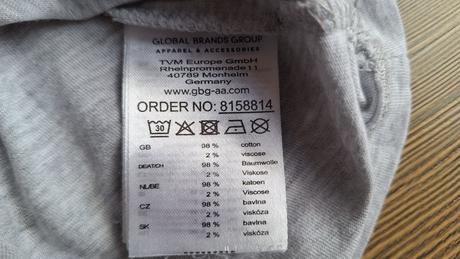 GLOBAL BRANDS GROUP
APPAREL & ACCESSORIES
TVM Europe GmbH
Rheinpromenade 11
40789 Monheim
Germany
www.gbg-aa.com
ORDER NO: 8158814
30
GB 98 % cotton
2 % viscose
DE/AT/CH 98 % Baumwolle
2 % Viskose
NL/BE 98 % katoen
2 % Viscose
CZ 98 % bavlna
2 % viskóza
SK 98 % bavlna
2 % viskóza